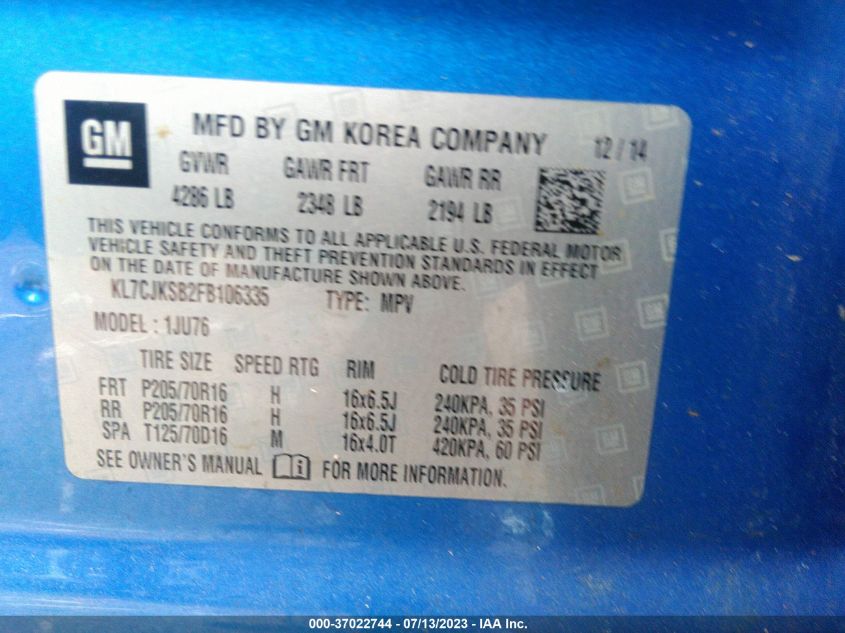 GM MFD BY GM KOREA COMPANY 12/14
GVWR GAWR FRT GAWR RR
4286 LB 2348 LB 2194 LB
THIS VEHICLE CONFORMS TO ALL APPLICABLE U.S. FEDERAL MOTOR
VEHICLE SAFETY AND THEFT PREVENTION STANDARDS IN EFFECT
ON THE DATE OF MANUFACTURE SHOWN ABOVE.
KL7CJKSB2FB106335 TYPE: MPV
MODEL : 1JU76
TIRE SIZE SPEED RTG RIM COLD TIRE PRESSURE
FRT P205/70R16 H 16x6.5J 240KPA, 35 PSI
RR P205/70R16 H 16x6.5J 240KPA, 35 PSI
SPA T125/70D16 M 16x4.0T 420KPA, 60 PSI
SEE OWNER'S MANUAL i FOR MORE INFORMATION.
000-37022744 - 07/13/2023 - IAA Inc.